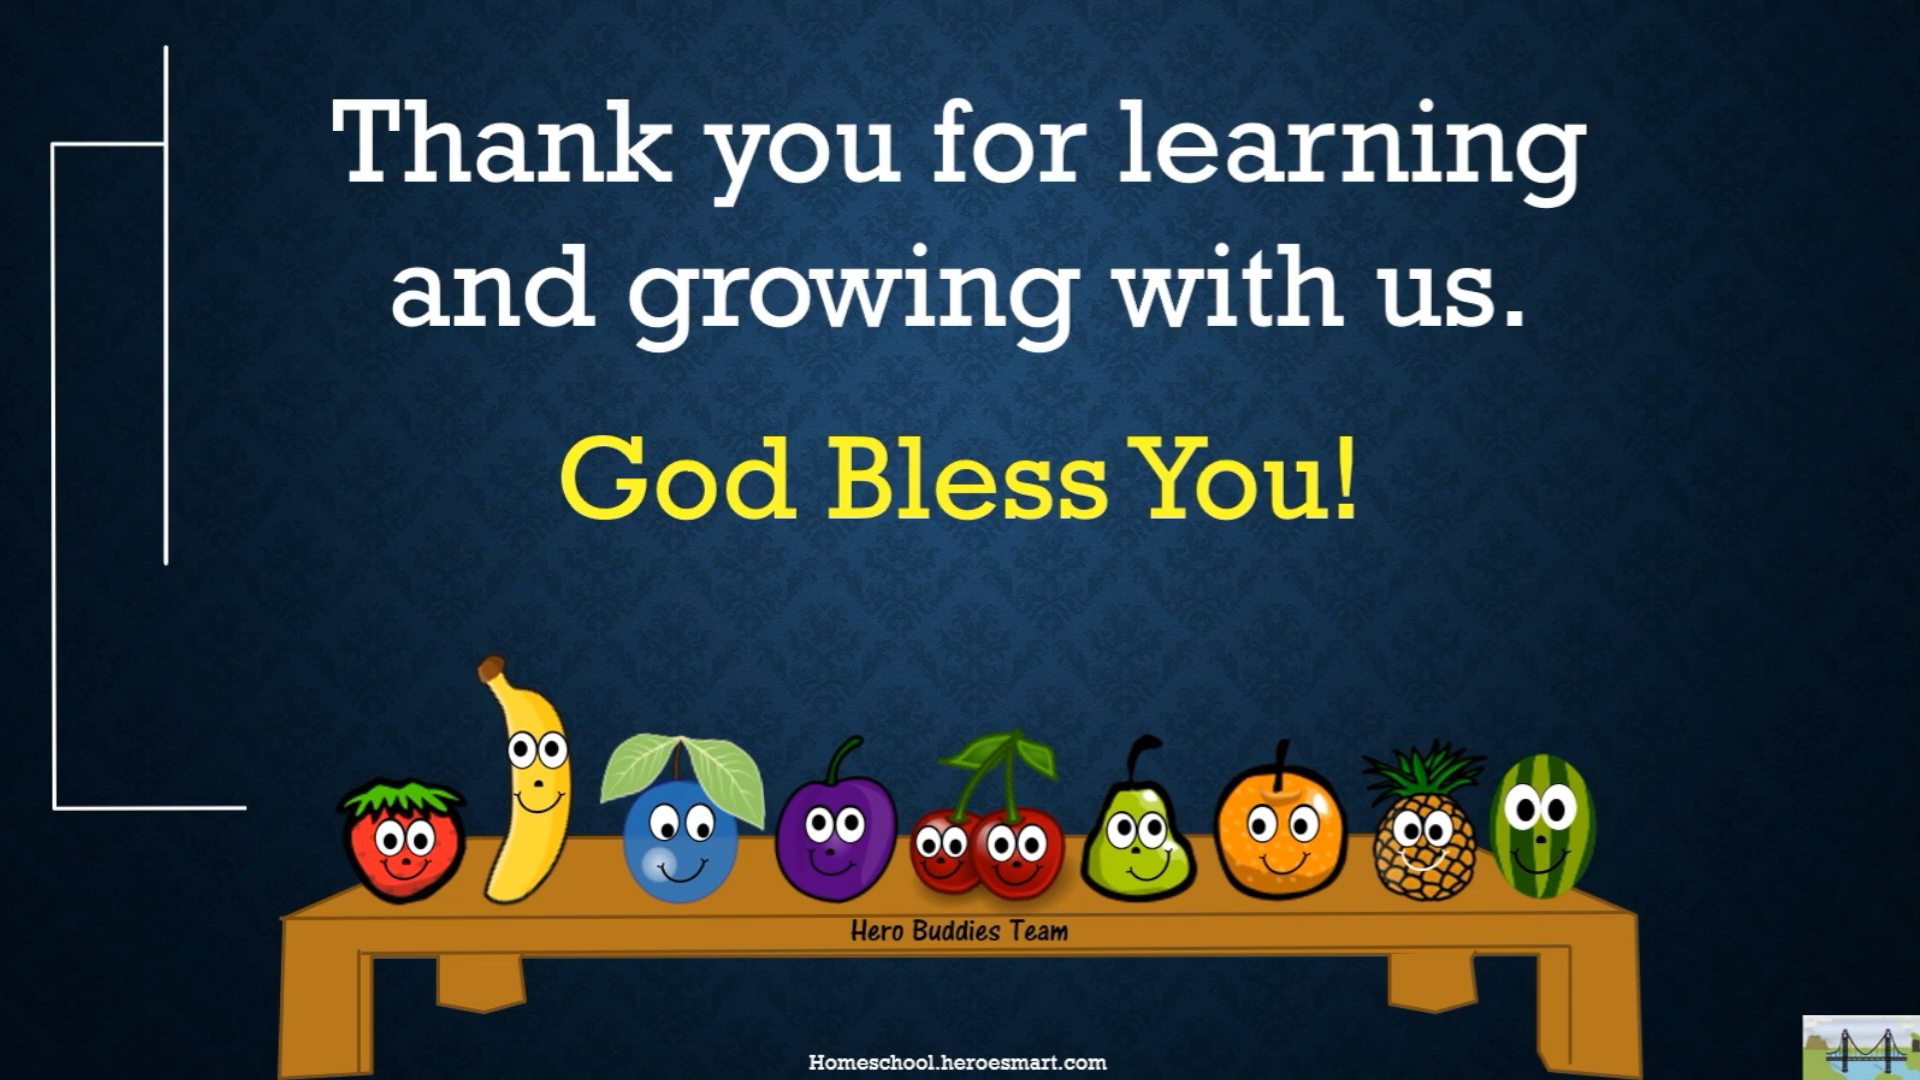 Thank you for learning
and growing with us.
God Bless You!
Hero Buddies Team
Homeschool.heroesmart.com